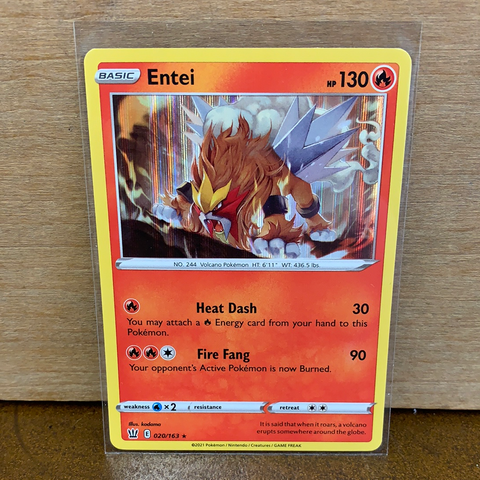 BASIC Entei HP 130
NO. 244 Volcano Pokémon HT: 6'11" WT: 436.5 lbs.
Heat Dash 30
You may attach a Energy card from your hand to this
Pokémon.
Fire Fang 90
Your opponent's Active Pokémon is now Burned.
weakness ×2 resistance retreat
Illus. kodama
E 020/163 ★
It is said that when it roars, a volcano
erupts somewhere around the globe.
©2021 Pokémon / Nintendo / Creatures / GAME FREAK